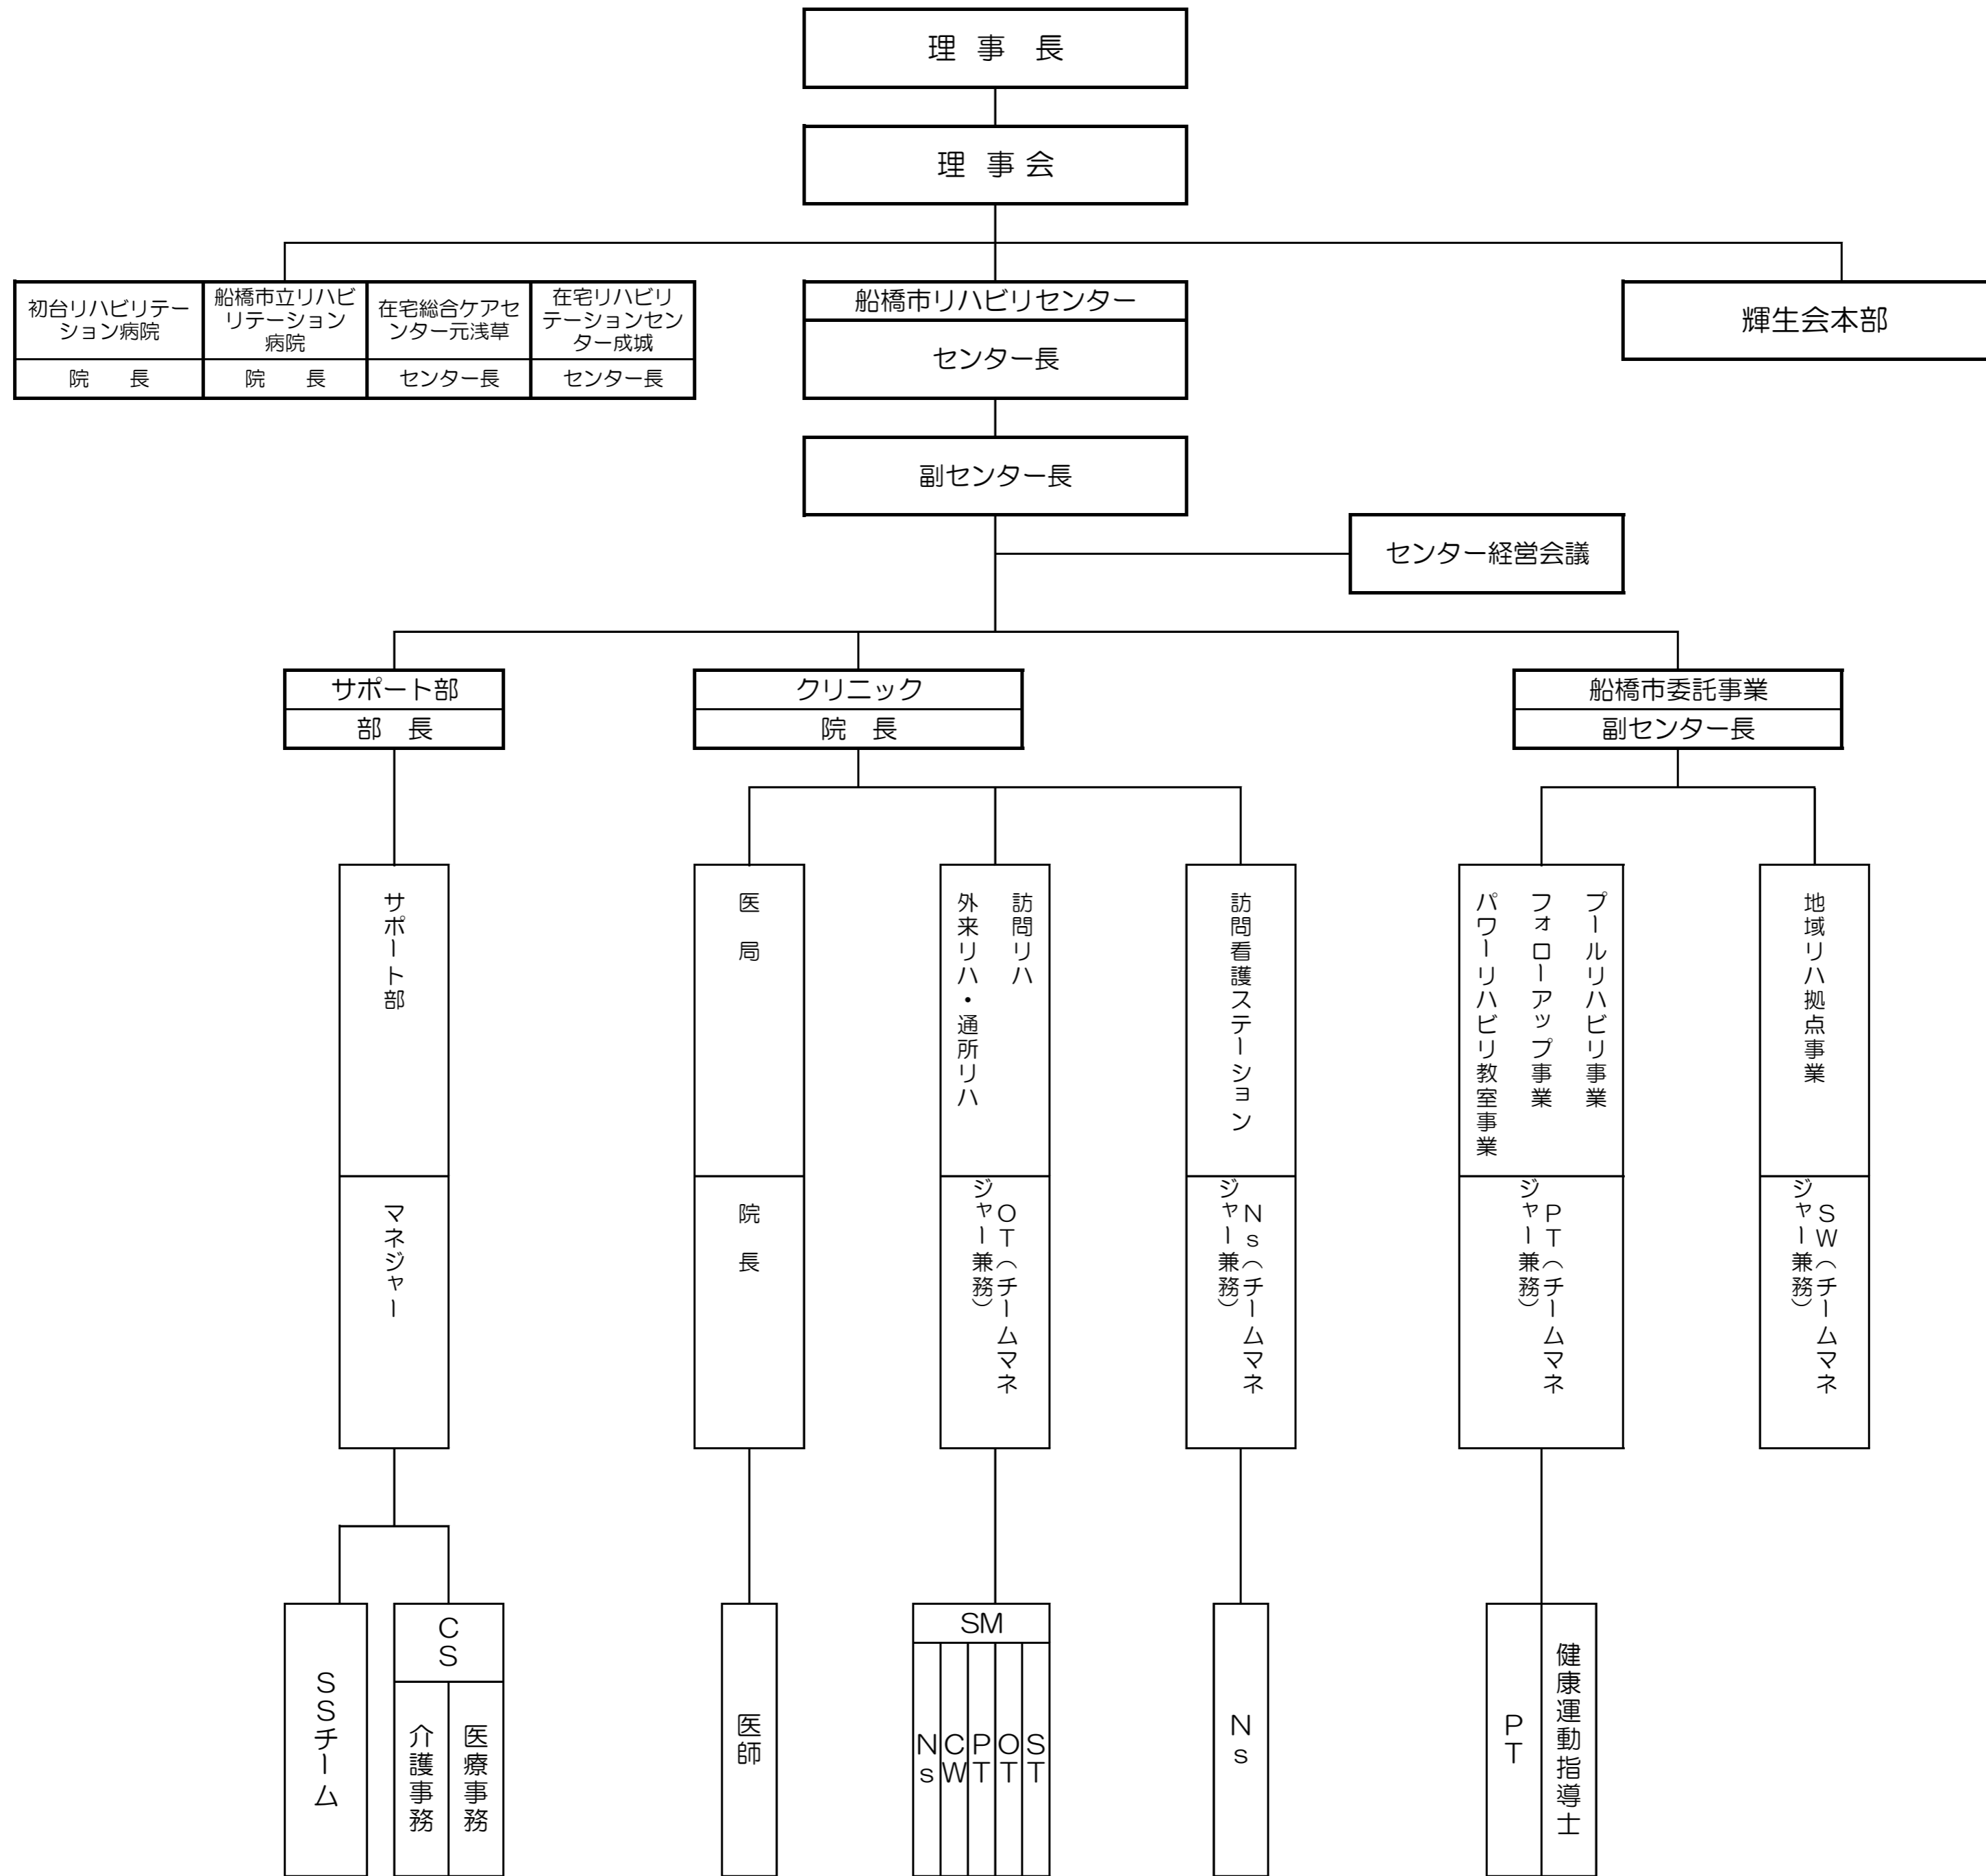 理 事 長
理 事 会
初台リハビリテー
ション病院
院 長
船橋市立リハビ
リテーション
病院
院 長
在宅総合ケアセ
ンター元浅草
センター長
在宅リハビリ
テーションセン
ター成城
センター長
船橋市リハビリセンター
センター長
輝生会本部
副センター長
センター経営会議
サポート部
部 長
クリニック
院 長
船橋市委託事業
副センター長
サポート部
マネジャー
医 局
院 長
訪問リハ
外来リハ・通所リハ
OT(チームマネ
ジャー兼務)
訪問看護ステーション
Ns(チームマネ
ジャー兼務)
プールリハビリ事業
フォローアップ事業
パワーリハビリ教室事業
PT(チームマネ
ジャー兼務)
地域リハ拠点事業
SW(チームマネ
ジャー兼務)
SSチーム
CS
介護事務
医療事務
医師
SM
Ns
CW
PT
OT
ST
Ns
PT
健康運動指導士